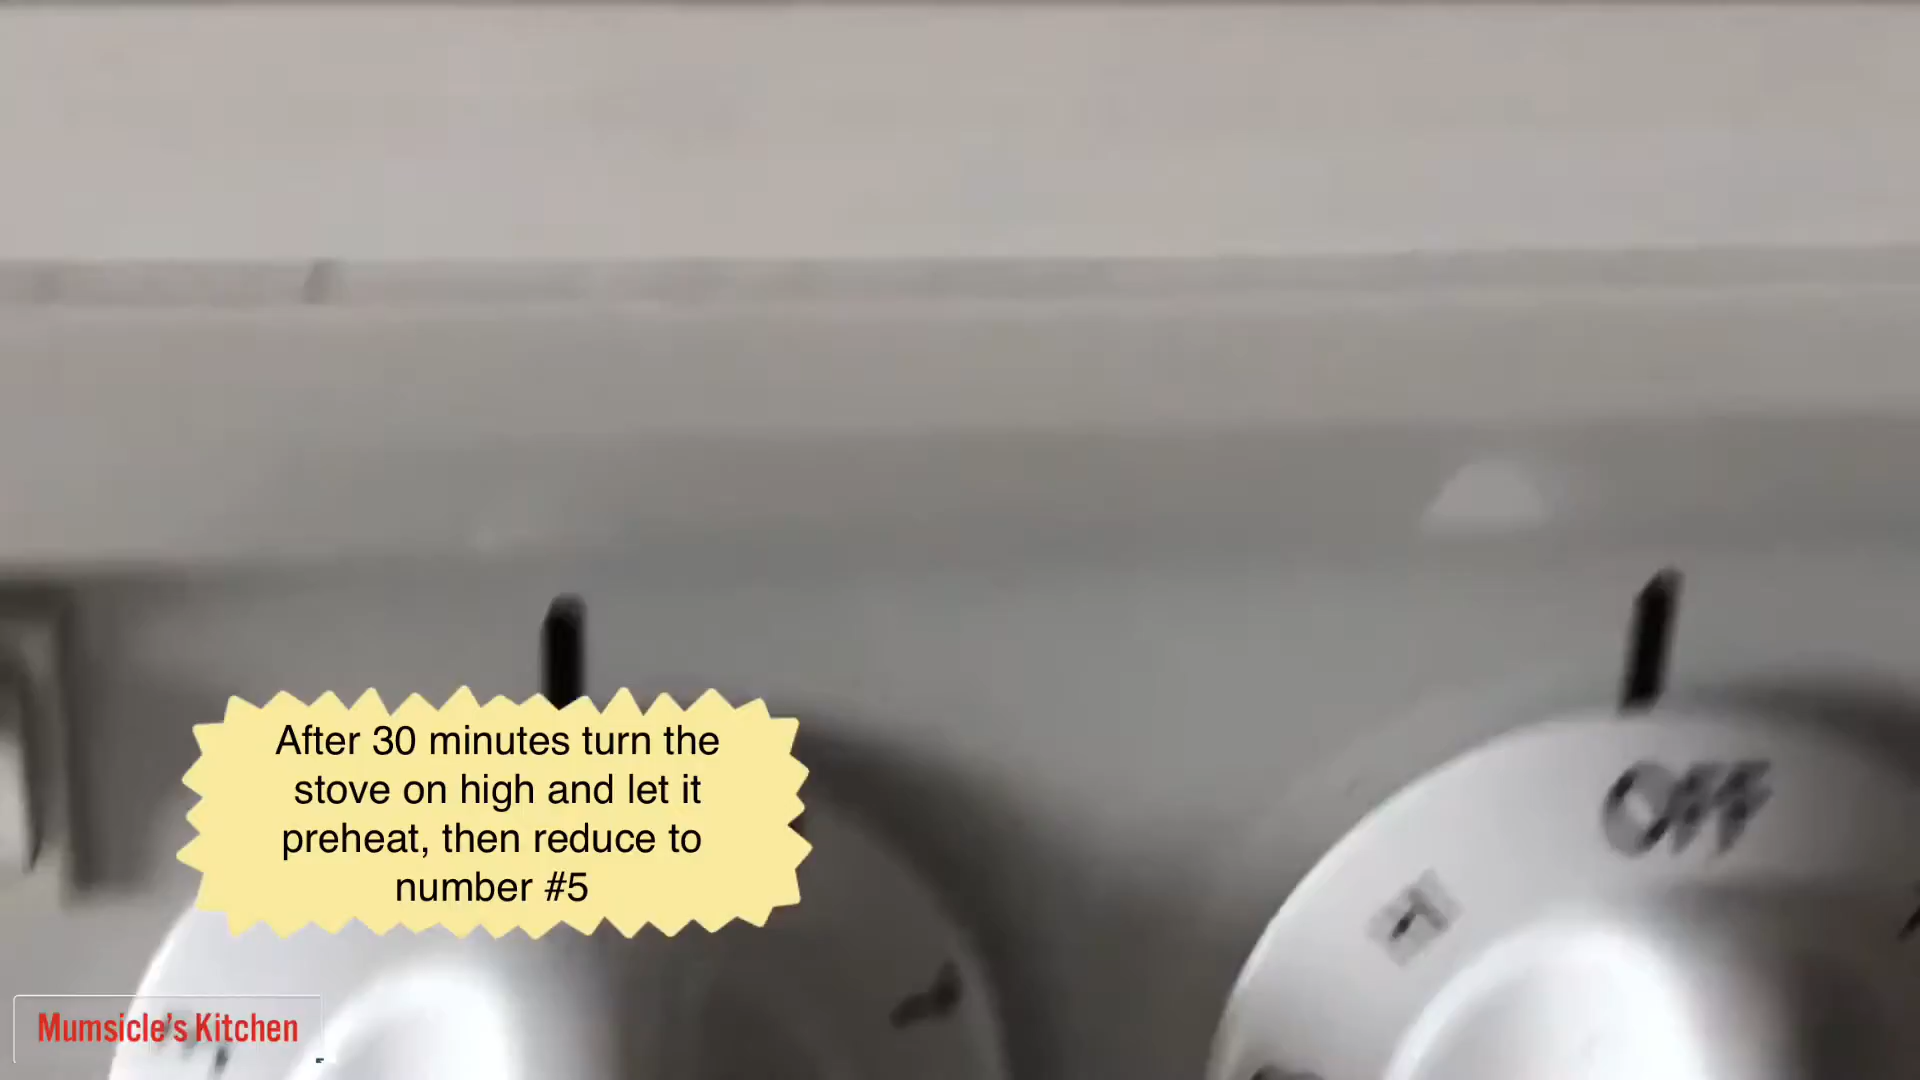 After 30 minutes turn the
stove on high and let it
preheat, then reduce to
number #5
OFF
Mumsicle's Kitchen